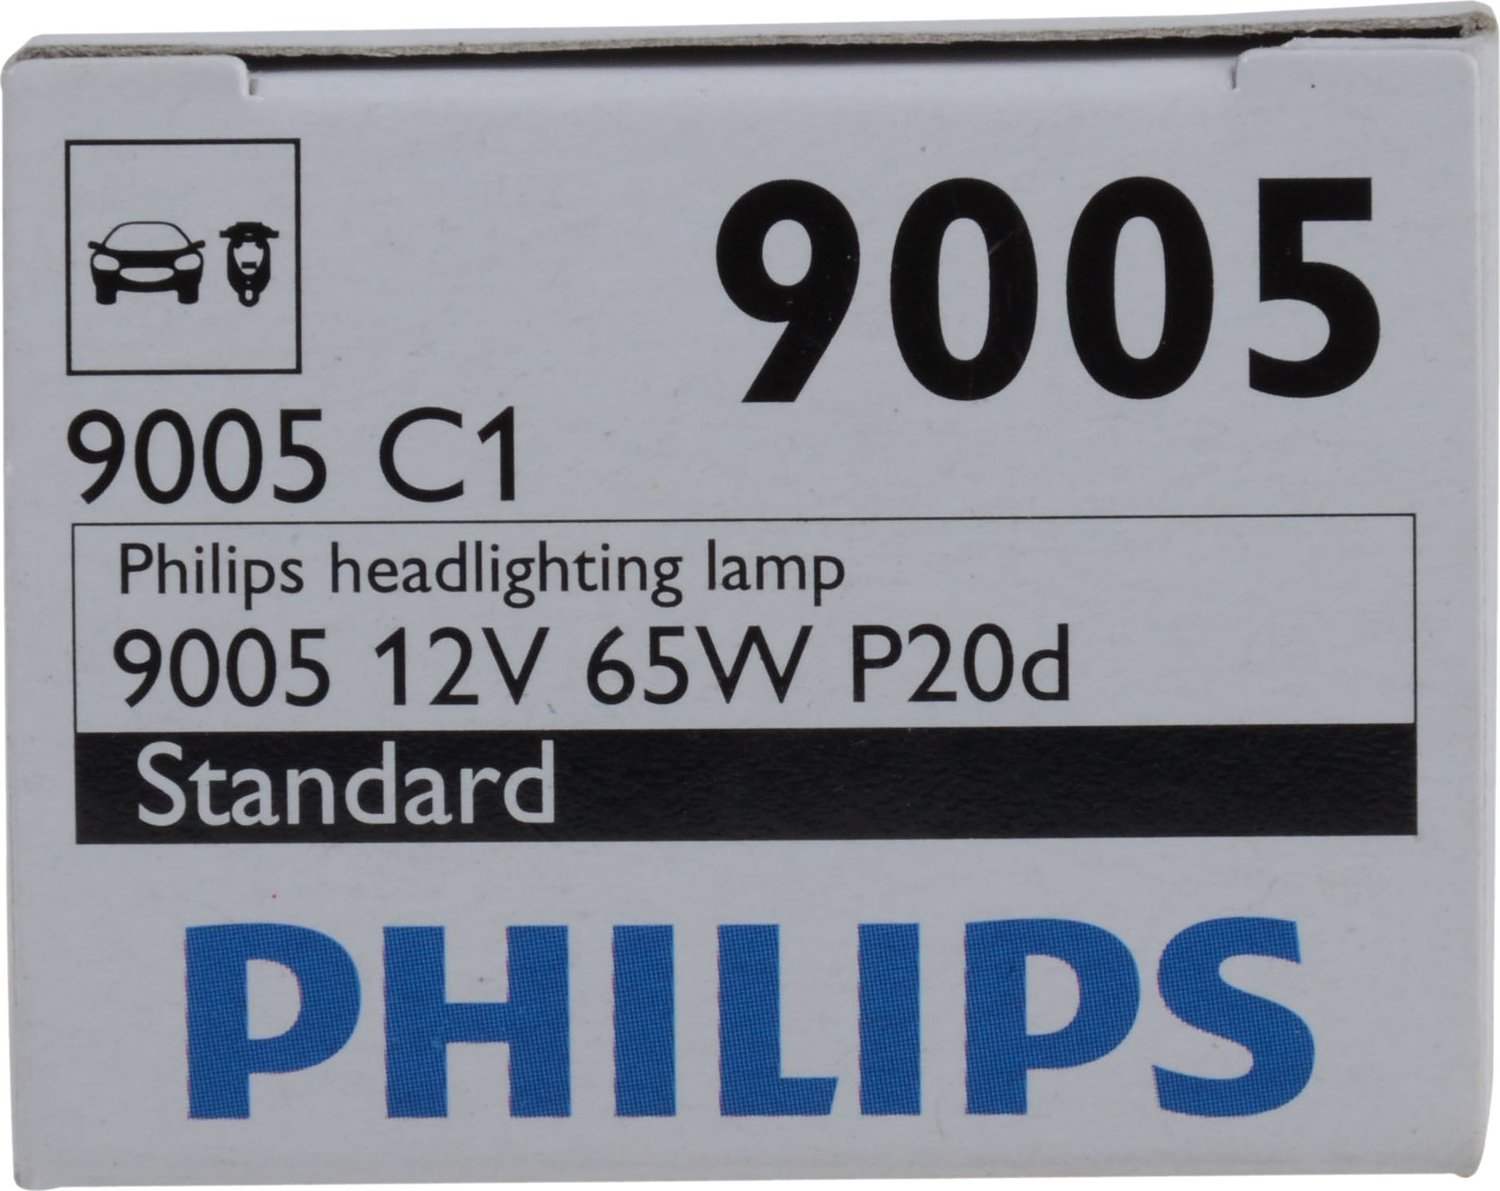 9005
9005 C1
Philips headlighting lamp
9005 12V 65W P20d
Standard
PHILIPS